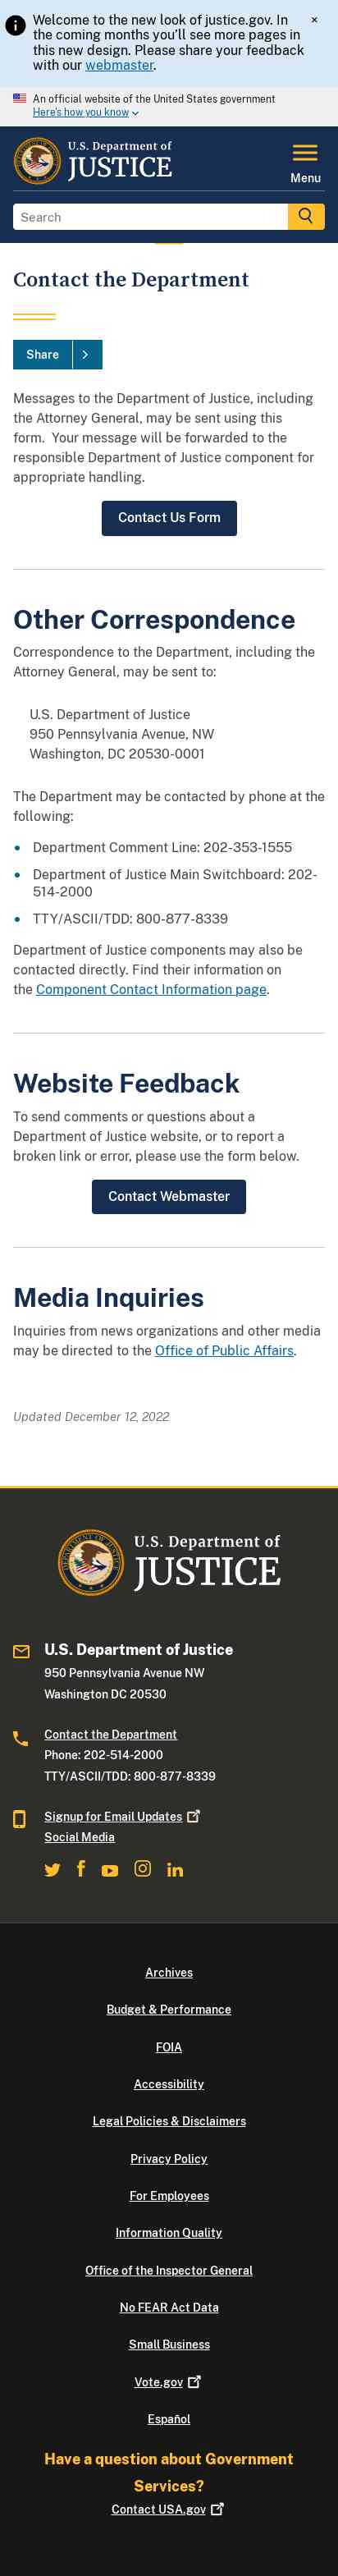 Welcome to the new look of justice.gov. In
the coming months you'll see more pages in
this new design. Please share your feedback
with our webmaster.
×
An official website of the United States government
Here's how you know
U.S. Department of
JUSTICE
Menu
Search
Contact the Department
Share
Messages to the Department of Justice, including
the Attorney General, may be sent using this
form.  Your message will be forwarded to the
responsible Department of Justice component for
appropriate handling.
Contact Us Form
Other Correspondence
Correspondence to the Department, including the
Attorney General, may be sent to:
U.S. Department of Justice
950 Pennsylvania Avenue, NW
Washington, DC 20530-0001
The Department may be contacted by phone at the
following:
• Department Comment Line: 202-353-1555
• Department of Justice Main Switchboard: 202-
514-2000
• TTY/ASCII/TDD: 800-877-8339
Department of Justice components may also be
contacted directly. Find their information on
the Component Contact Information page.
Website Feedback
To send comments or questions about a
Department of Justice website, or to report a
broken link or error, please use the form below.
Contact Webmaster
Media Inquiries
Inquiries from news organizations and other media
may be directed to the Office of Public Affairs.
Updated December 12, 2022
U.S. Department of
JUSTICE
U.S. Department of Justice
950 Pennsylvania Avenue NW
Washington DC 20530
Contact the Department
Phone: 202-514-2000
TTY/ASCII/TDD: 800-877-8339
Signup for Email Updates
Social Media
Archives
Budget & Performance
FOIA
Accessibility
Legal Policies & Disclaimers
Privacy Policy
For Employees
Information Quality
Office of the Inspector General
No FEAR Act Data
Small Business
Vote.gov
Español
Have a question about Government
Services?
Contact USA.gov